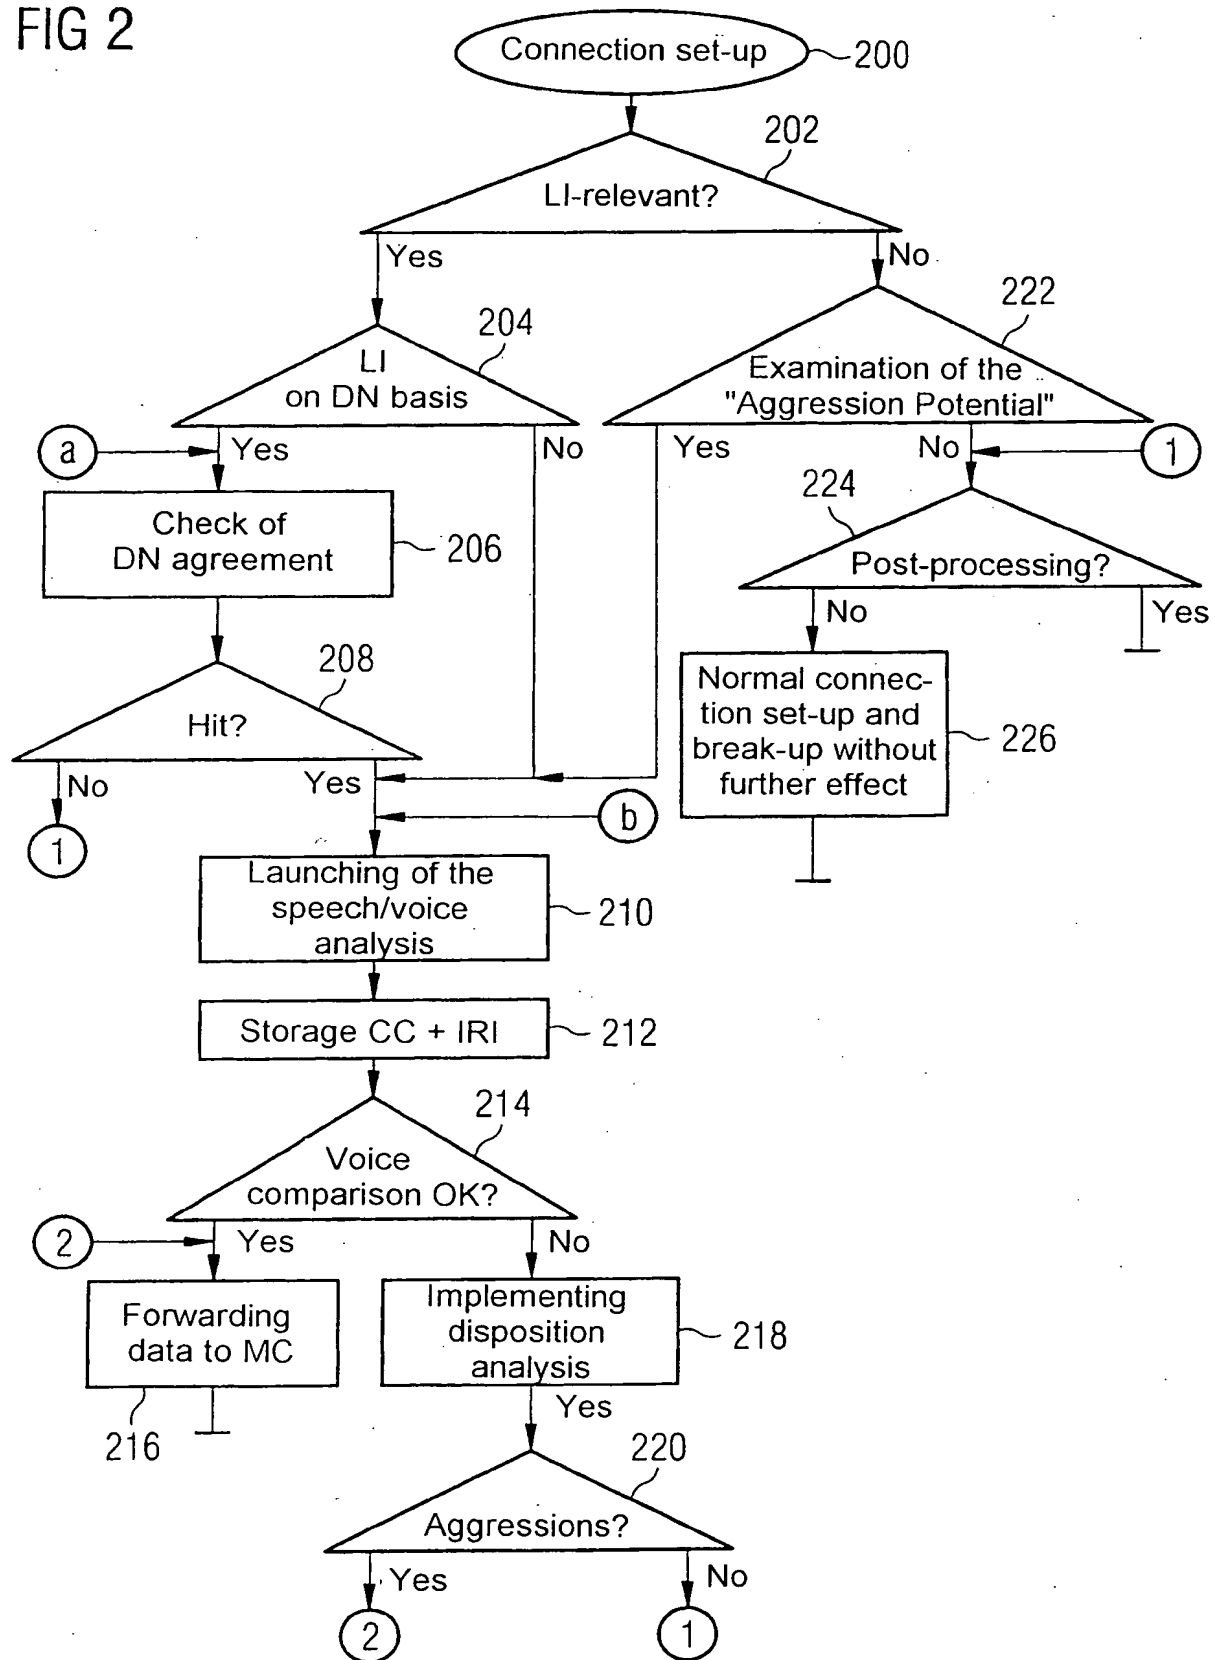 FIG 2
Connection set-up
200
202
LI-relevant?
Yes
No
222
204
LI
on DN basis
Examination of the
"Aggression Potential"
a
Yes
No
Yes
No
1
224
Check of
DN agreement
206
Post-processing?
No
Yes
208
Hit?
Normal connec-
tion set-up and
break-up without
further effect
226
No
Yes
1
b
Launching of the
speech/voice
analysis
210
Storage CC + IRI
212
214
Voice
comparison OK?
2
Yes
No
Forwarding
data to MC
216
Implementing
disposition
analysis
218
Yes
220
Aggressions?
Yes
No
2
1